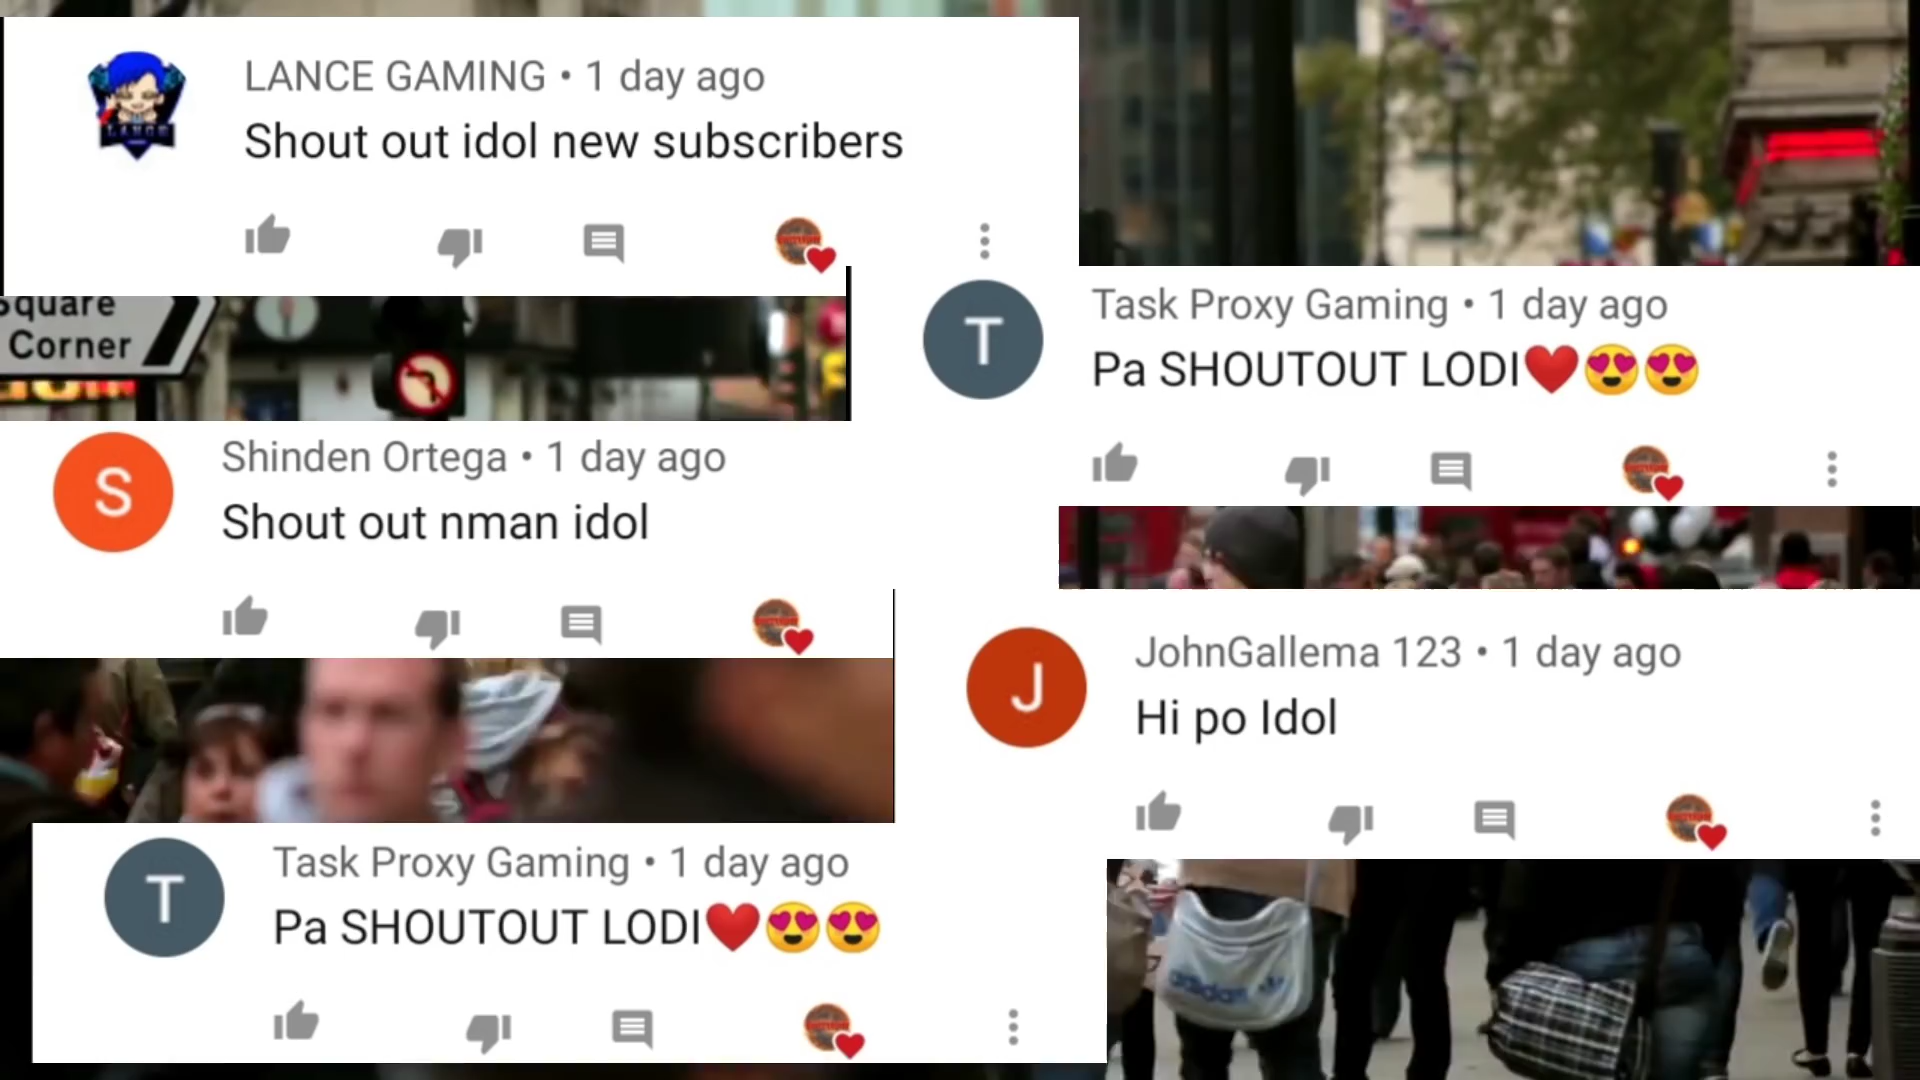 LANCE GAMING • 1 day ago
Shout out idol new subscribers
LANCE
Square
Corner
Task Proxy Gaming • 1 day ago
Pa SHOUTOUT LODI❤️😍😍
T
Shinden Ortega • 1 day ago
Shout out nman idol
S
JohnGallema 123 • 1 day ago
Hi po Idol
J
Task Proxy Gaming • 1 day ago
Pa SHOUTOUT LODI❤️😍😍
T
adidas